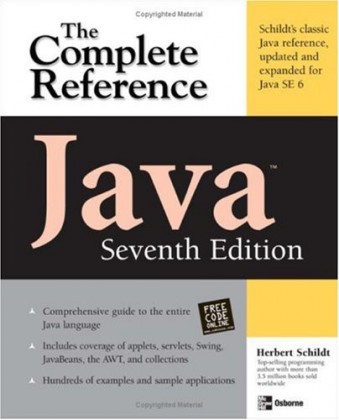 Copyrighted Material
The
Complete
Reference
Schildt's classic
Java reference,
updated and
expanded for
Java SE 6
Java™
Seventh Edition
Comprehensive guide to the entire
Java language
Includes coverage of applets, servlets, Swing,
JavaBeans, the AWT, and collections
Hundreds of examples and sample applications
FREE
CODE
ONLINE
Herbert Schildt
Top-selling programming
author with more than
3.5 million books sold
worldwide
Osborne
Copyrighted Material